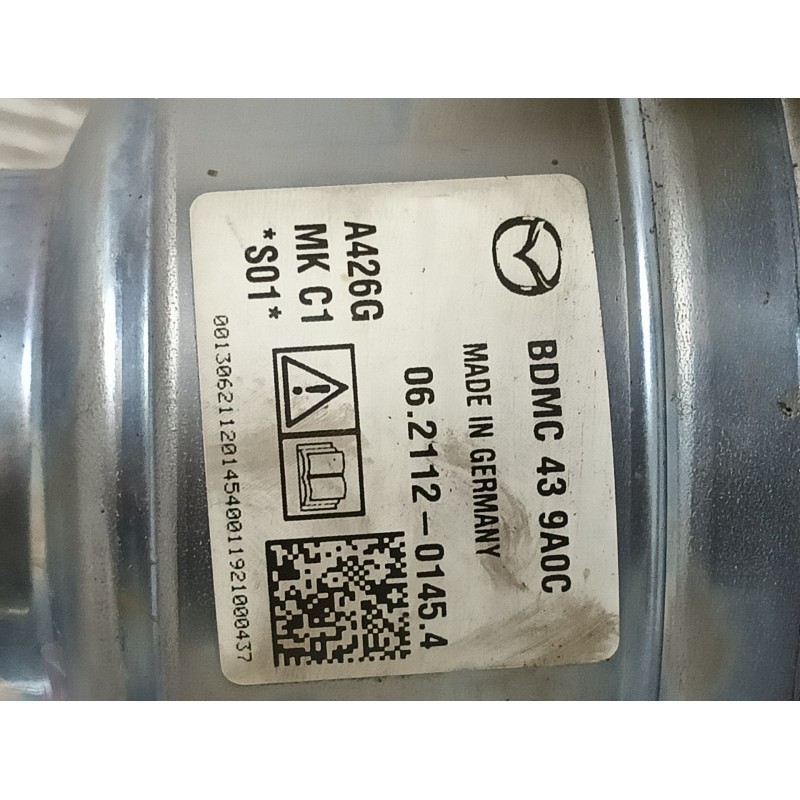 BDMC 43 9A0C
MADE IN GERMANY
06.2112-0145.4
A426G
MK C1
*S01*
0013062112014540011921000437